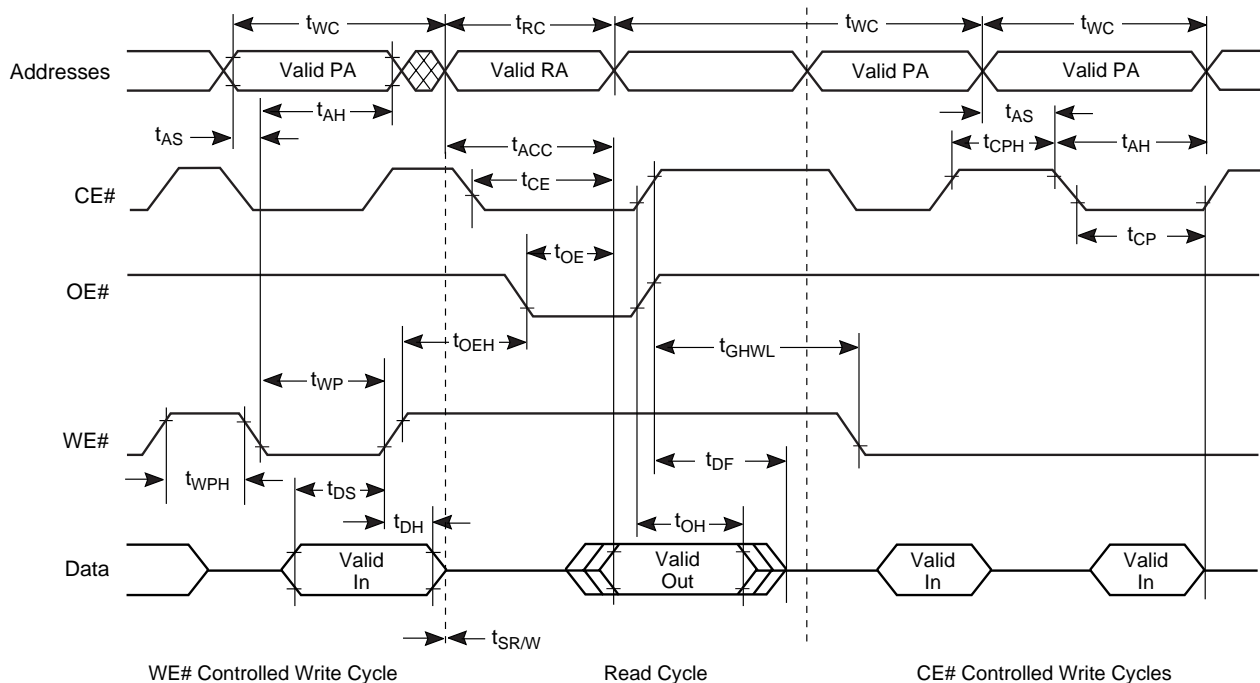 tWC tRC tWC tWC
Addresses Valid PA Valid RA Valid PA Valid PA
tAS tAH tAS
tACC tCPH tAH
CE# tCE tCP
OE# tOE
tOEH tGHWL
tWP
WE#
tWPH tDS tDF
tDH tOH
Data Valid In Valid Out Valid In Valid In
tSR/W
WE# Controlled Write Cycle Read Cycle CE# Controlled Write Cycles